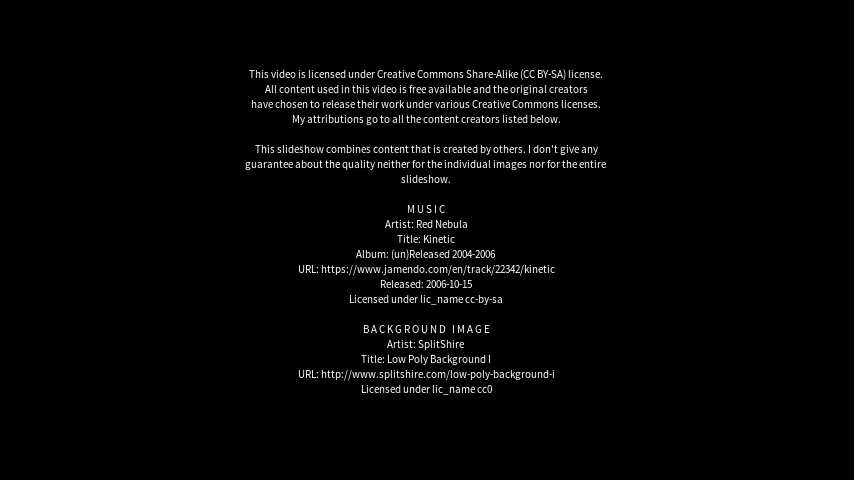 This video is licensed under Creative Commons Share-Alike (CC BY-SA) license.
All content used in this video is free available and the original creators
have chosen to release their work under various Creative Commons licenses.
My attributions go to all the content creators listed below.
This slideshow combines content that is created by others. I don't give any
guarantee about the quality neither for the individual images nor for the entire
slideshow.
MUSIC
Artist: Red Nebula
Title: Kinetic
Album: (un)Released 2004-2006
URL: https://www.jamendo.com/en/track/22342/kinetic
Released: 2006-10-15
Licensed under lic_name cc-by-sa
BACKGROUND IMAGE
Artist: SplitShire
Title: Low Poly Background I
URL: http://www.splitshire.com/low-poly-background-i
Licensed under lic_name cc0